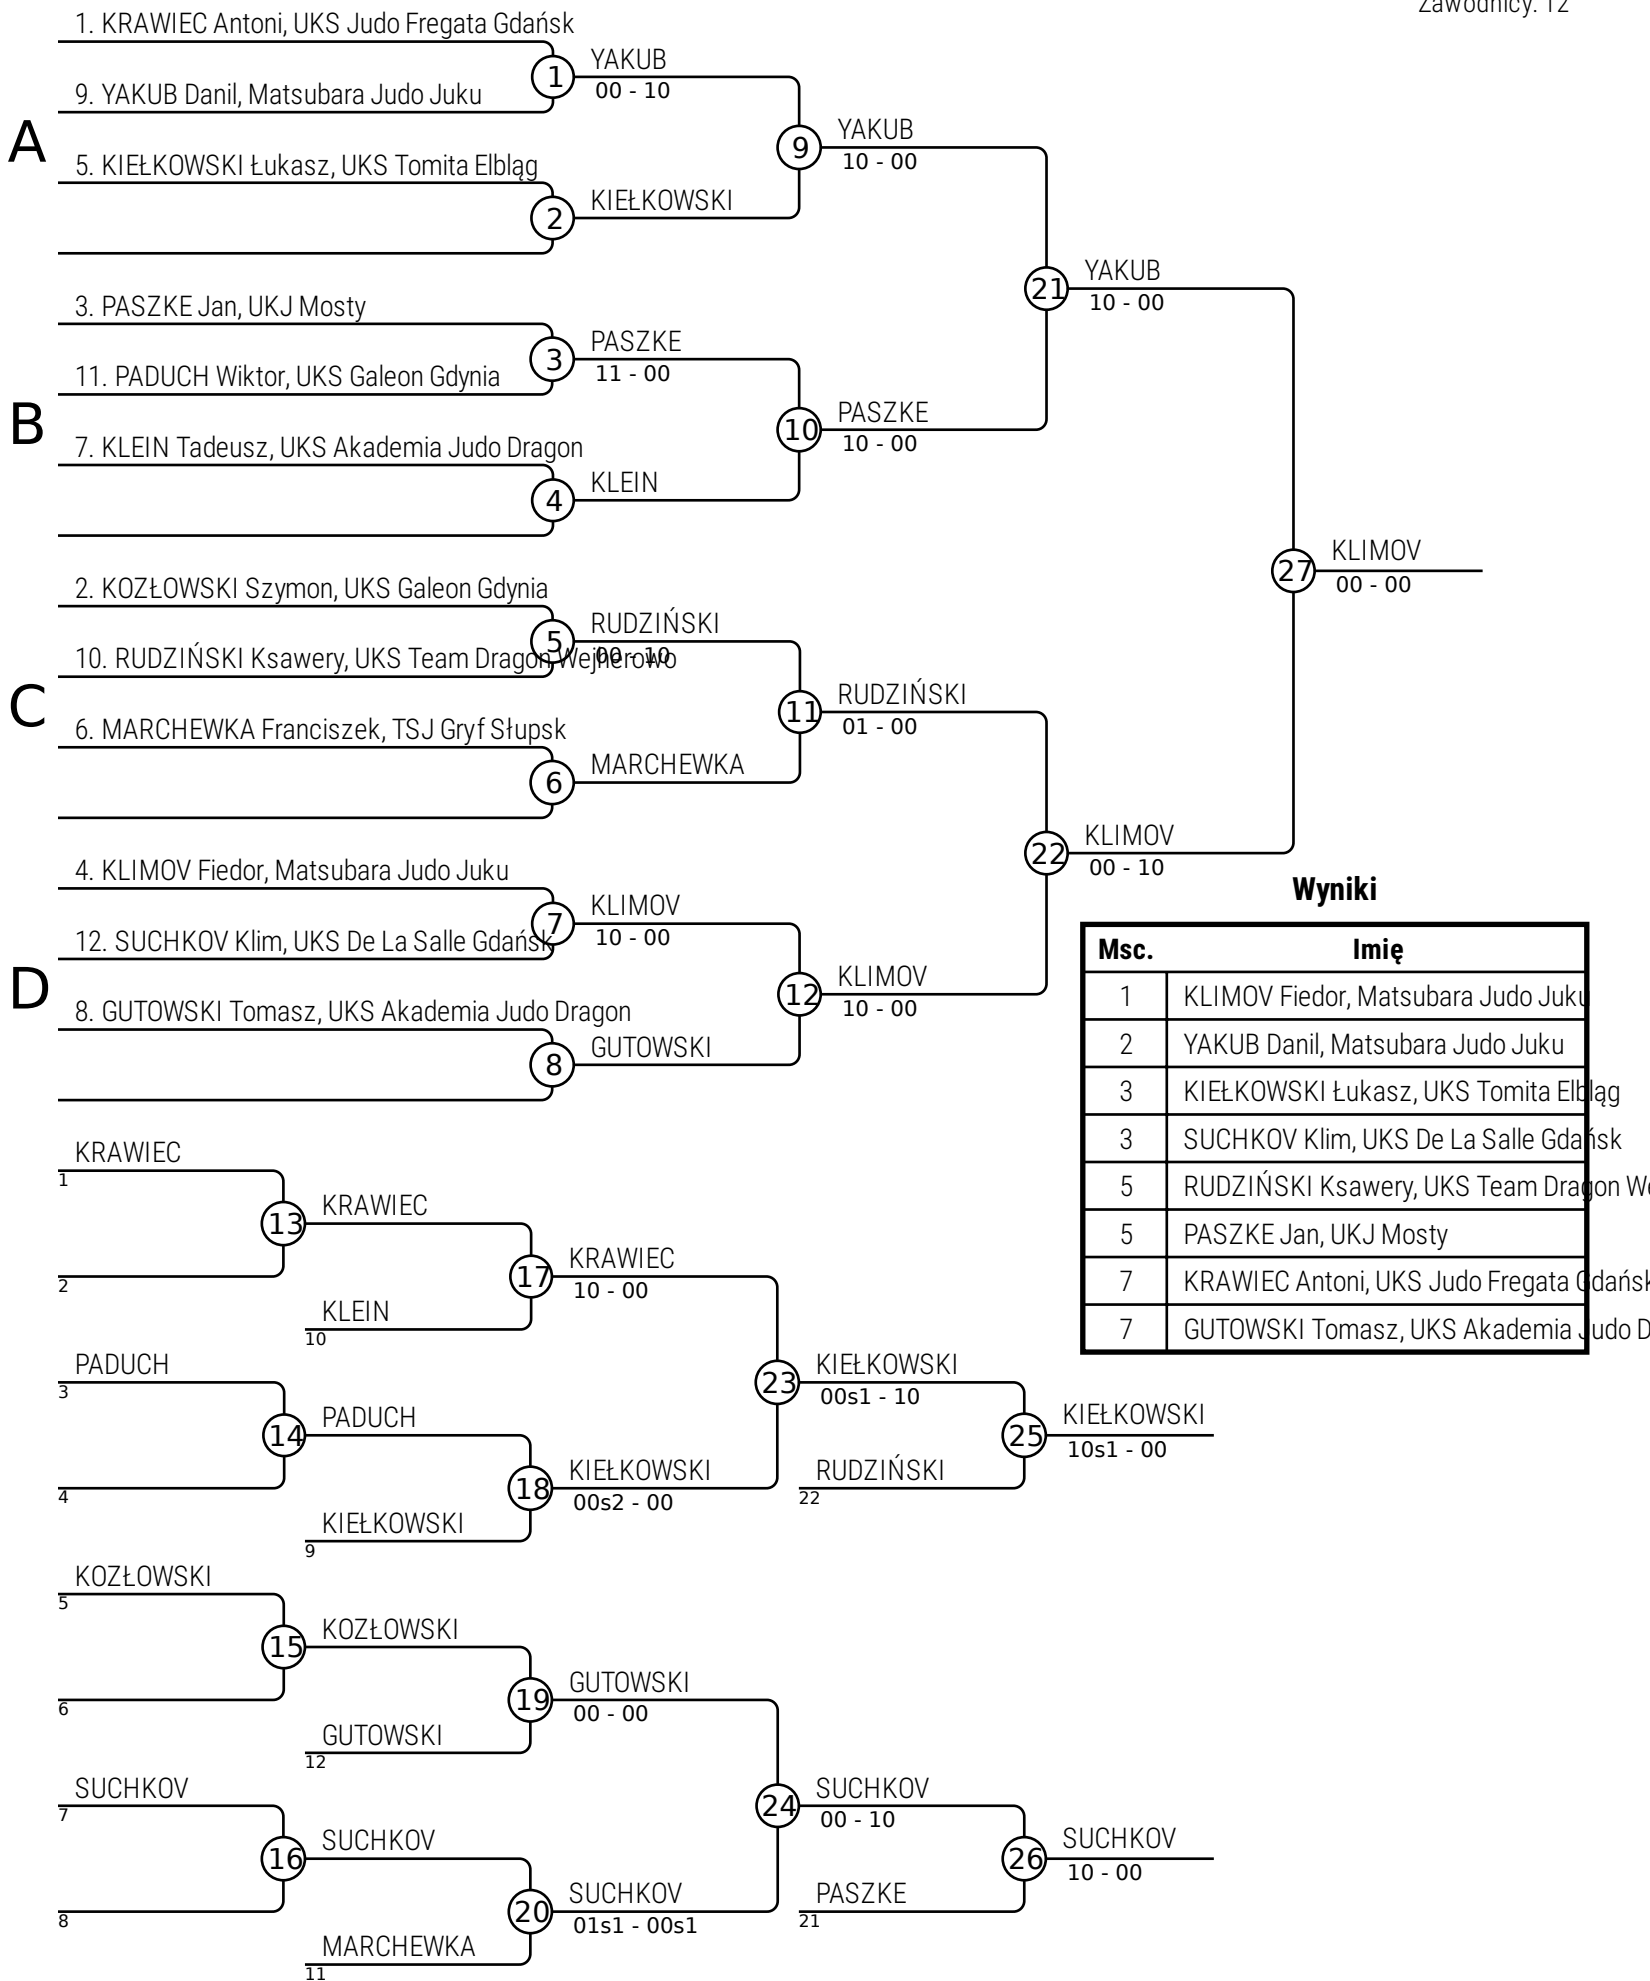 Zawodnicy: 12
1. KRAWIEC Antoni, UKS Judo Fregata Gdańsk
9. YAKUB Danil, Matsubara Judo Juku
1
YAKUB
00 - 10
A
5. KIEŁKOWSKI Łukasz, UKS Tomita Elbląg
2
KIEŁKOWSKI
9
YAKUB
10 - 00
3. PASZKE Jan, UKJ Mosty
11. PADUCH Wiktor, UKS Galeon Gdynia
3
PASZKE
11 - 00
B
7. KLEIN Tadeusz, UKS Akademia Judo Dragon
4
KLEIN
10
PASZKE
10 - 00
21
YAKUB
10 - 00
2. KOZŁOWSKI Szymon, UKS Galeon Gdynia
10. RUDZIŃSKI Ksawery, UKS Team Dragon Wejherowo
5
RUDZIŃSKI
00 - 10
C
6. MARCHEWKA Franciszek, TSJ Gryf Słupsk
6
MARCHEWKA
11
RUDZIŃSKI
01 - 00
4. KLIMOV Fiedor, Matsubara Judo Juku
12. SUCHKOV Klim, UKS De La Salle Gdańsk
7
KLIMOV
10 - 00
D
8. GUTOWSKI Tomasz, UKS Akademia Judo Dragon
8
GUTOWSKI
12
KLIMOV
10 - 00
22
KLIMOV
00 - 10
27
KLIMOV
00 - 00
Wyniki
Msc. Imię
1 KLIMOV Fiedor, Matsubara Judo Juku
2 YAKUB Danil, Matsubara Judo Juku
3 KIEŁKOWSKI Łukasz, UKS Tomita Elbląg
3 SUCHKOV Klim, UKS De La Salle Gdańsk
5 RUDZIŃSKI Ksawery, UKS Team Dragon We
5 PASZKE Jan, UKJ Mosty
7 KRAWIEC Antoni, UKS Judo Fregata Gdańsk
7 GUTOWSKI Tomasz, UKS Akademia Judo D
KRAWIEC
1
2
13
KRAWIEC
KLEIN
10
17
KRAWIEC
10 - 00
PADUCH
3
4
14
PADUCH
KIEŁKOWSKI
9
18
KIEŁKOWSKI
00s2 - 00
23
KIEŁKOWSKI
00s1 - 10
RUDZIŃSKI
22
25
KIEŁKOWSKI
10s1 - 00
KOZŁOWSKI
5
6
15
KOZŁOWSKI
GUTOWSKI
12
19
GUTOWSKI
00 - 00
SUCHKOV
7
8
16
SUCHKOV
MARCHEWKA
11
20
SUCHKOV
01s1 - 00s1
24
SUCHKOV
00 - 10
PASZKE
21
26
SUCHKOV
10 - 00